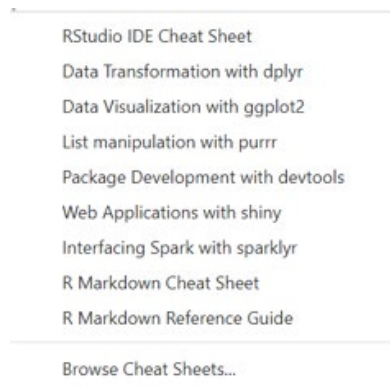 RStudio IDE Cheat Sheet
Data Transformation with dplyr
Data Visualization with ggplot2
List manipulation with purrr
Package Development with devtools
Web Applications with shiny
Interfacing Spark with sparklyr
R Markdown Cheat Sheet
R Markdown Reference Guide
Browse Cheat Sheets...